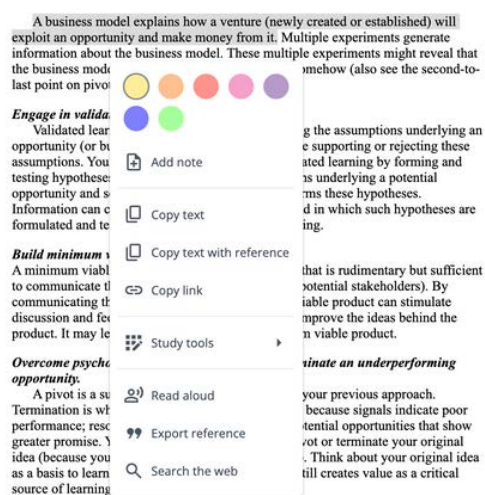 A business model explains how a venture (newly created or established) will
exploit an opportunity and make money from it. Multiple experiments generate
information about the business model. These multiple experiments might reveal that
the business mode omehow (also see the second-to-
last point on pivot
Engage in valida
Validated lear g the assumptions underlying an
opportunity (or bu e supporting or rejecting these
assumptions. You ated learning by forming and
testing hypotheses s underlying a potential
opportunity and s rms these hypotheses.
Information can c d in which such hypotheses are
formulated and te ing.
Build minimum v
A minimum viabl that is rudimentary but sufficient
to communicate t potential stakeholders). By
communicating th iable product can stimulate
discussion and fee mprove the ideas behind the
product. It may le m viable product.
Overcome psycho inate an underperforming
opportunity.
A pivot is a su your previous approach.
Termination is wh because signals indicate poor
performance; reso tential opportunities that show
greater promise. Y vot or terminate your original
idea (because you . Think about your original idea
as a basis to learn till creates value as a critical
source of learning
Add note
Copy text
Copy text with reference
Copy link
Study tools
Read aloud
Export reference
Search the web